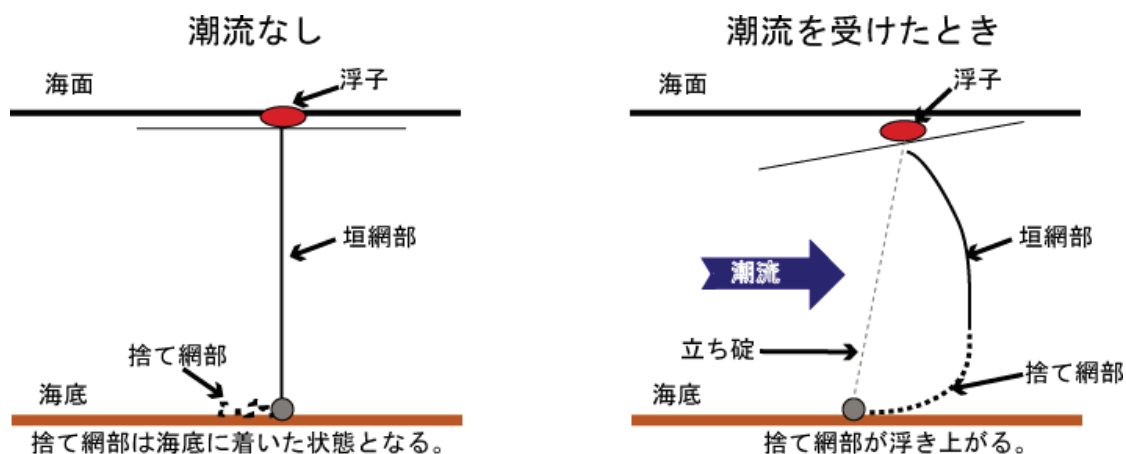 潮流なし
海面
浮子
垣網部
捨て網部
海底
捨て網部は海底に着いた状態となる。
潮流を受けたとき
海面
浮子
垣網部
潮流
立ち碇
捨て網部
海底
捨て網部が浮き上がる。